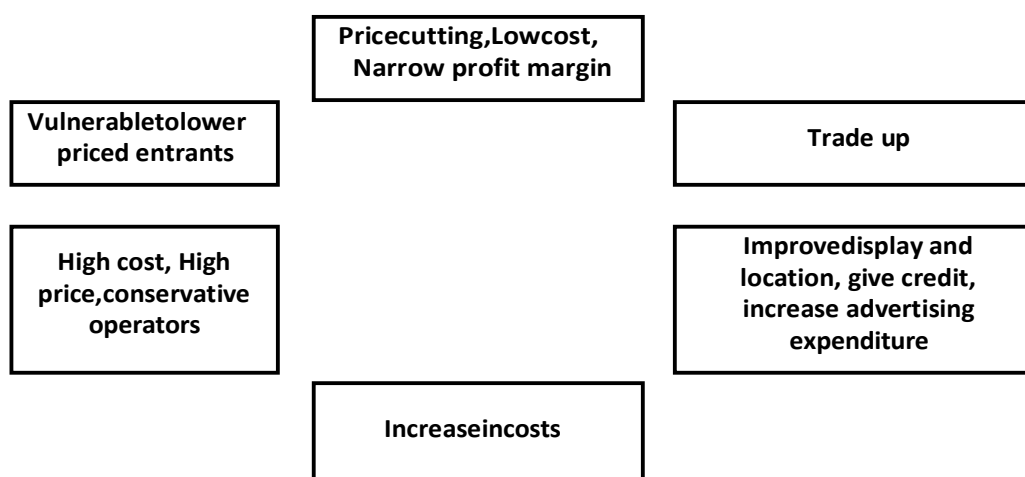 Pricecutting,Lowcost,
Narrow profit margin
Vulnerabletolower
priced entrants
Trade up
High cost, High
price,conservative
operators
Improvedisplay and
location, give credit,
increase advertising
expenditure
Increaseincosts